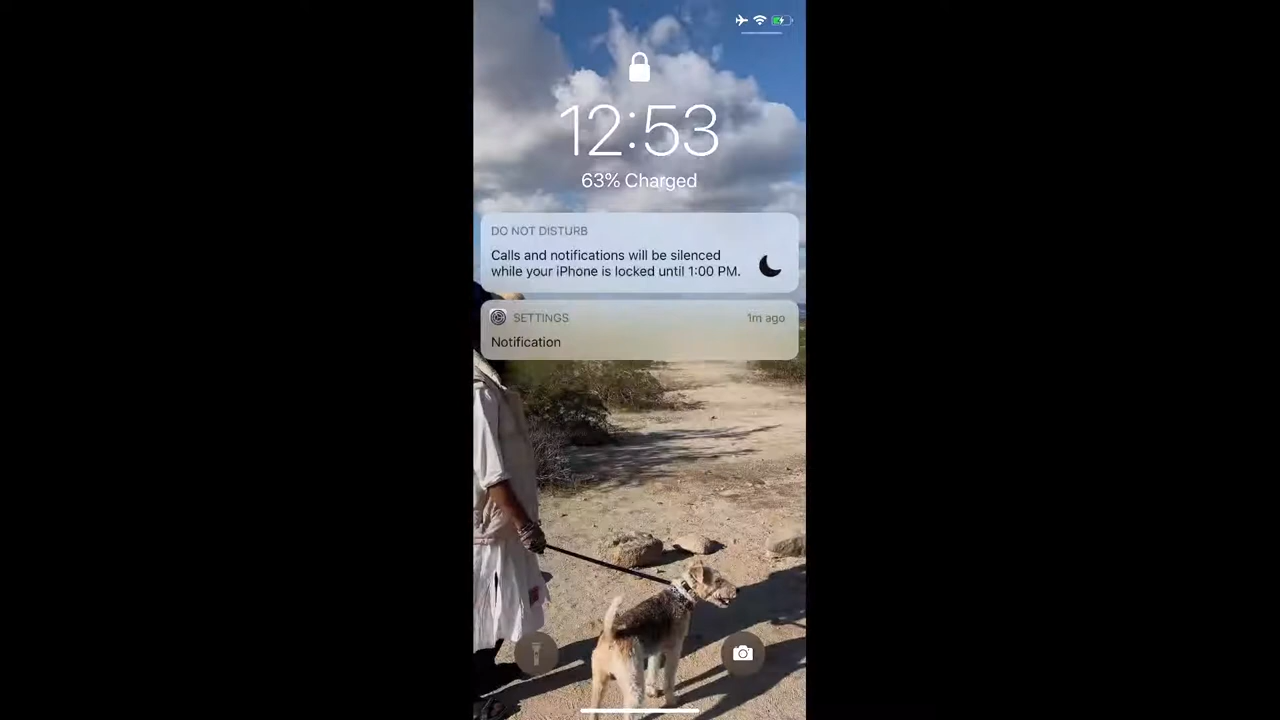 12:53
63% Charged
DO NOT DISTURB
Calls and notifications will be silenced
while your iPhone is locked until 1:00 PM.
SETTINGS 1m ago
Notification